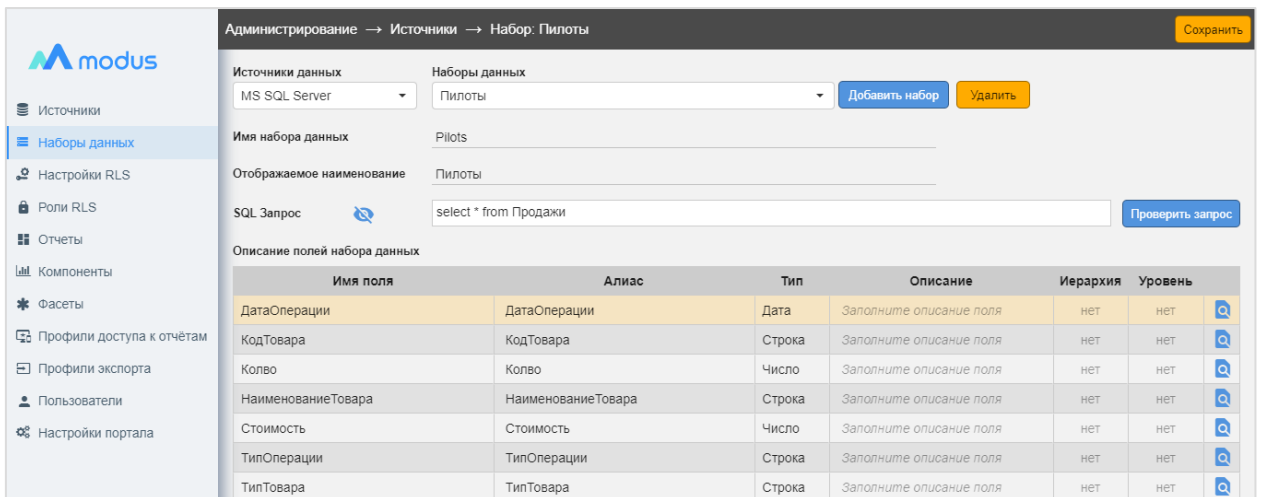 modus
Источники
Наборы данных
Настройки RLS
Роли RLS
Отчеты
Компоненты
Фасеты
Профили доступа к отчётам
Профили экспорта
Пользователи
Настройки портала
Администрирование → Источники → Набор: Пилоты Сохранить
Источники данных Наборы данных
MS SQL Server Пилоты Добавить набор Удалить
Имя набора данных Pilots
Отображаемое наименование Пилоты
SQL Запрос select * from Продажи Проверить запрос
Описание полей набора данных
Имя поля Алиас Тип Описание Иерархия Уровень
ДатаОперации ДатаОперации Дата Заполните описание поля нет нет
КодТовара КодТовара Строка Заполните описание поля нет нет
Колво Колво Число Заполните описание поля нет нет
НаименованиеТовара НаименованиеТовара Строка Заполните описание поля нет нет
Стоимость Стоимость Число Заполните описание поля нет нет
ТипОперации ТипОперации Строка Заполните описание поля нет нет
ТипТовара ТипТовара Строка Заполните описание поля нет нет